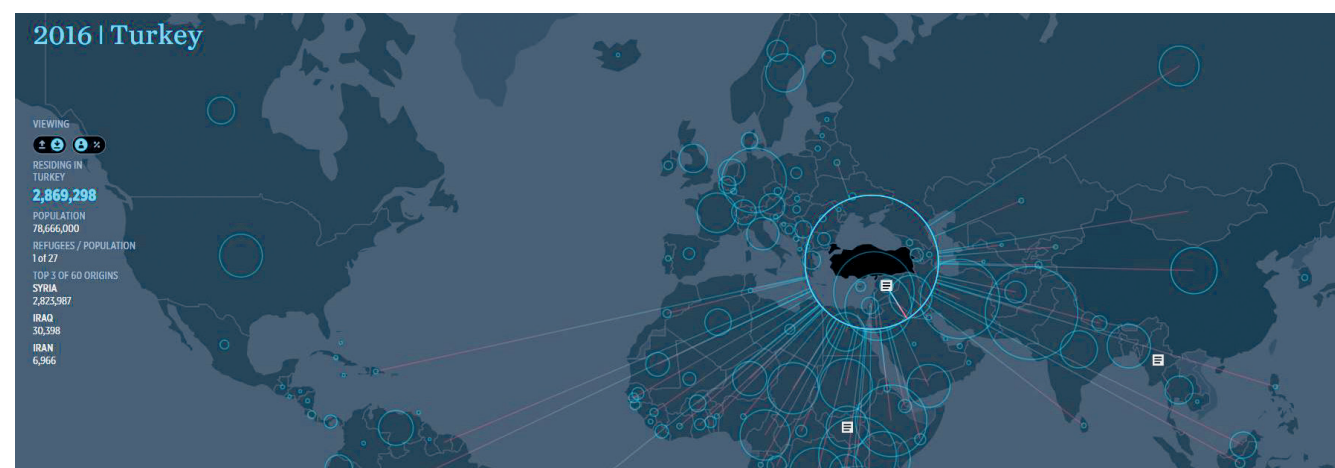 2016 | Turkey
VIEWING
RESIDING IN
TURKEY
2,869,298
POPULATION
78,666,000
REFUGEES / POPULATION
1 of 27
TOP 3 OF 60 ORIGINS
SYRIA
2,823,987
IRAQ
30,398
IRAN
6,966